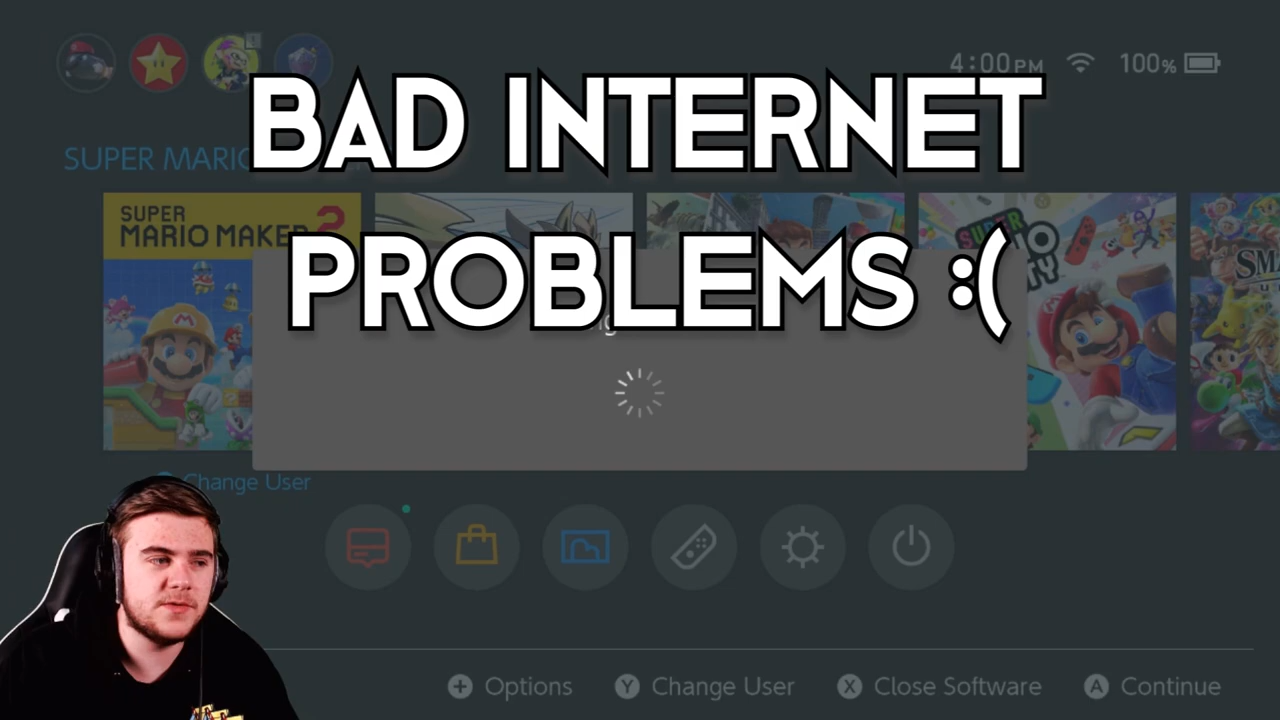 4:00PM 100%
BAD INTERNET
SUPER MARIO
SUPER
MARIO MAKER 2
PROBLEMS :(
SUPER
Change User
Options
Change User
Close Software
Continue